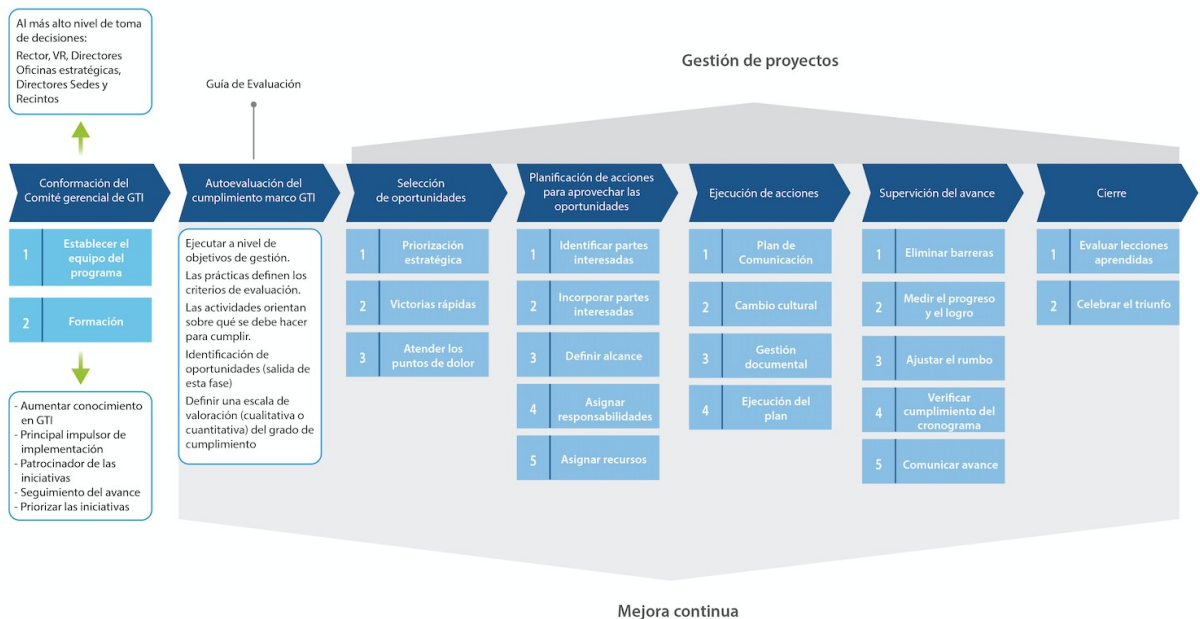 Al más alto nivel de toma
de decisiones:
Rector, VR, Directores
Oficinas estratégicas,
Directores Sedes y
Recintos
Guía de Evaluación
Gestión de proyectos
Conformación del
Comité gerencial de GTI
1
Establecer el
equipo del
programa
2
Formación
- Aumentar conocimiento
en GTI
- Principal impulsor de
implementación
- Patrocinador de las
iniciativas
- Seguimiento del avance
- Priorizar las iniciativas
Autoevaluación del
cumplimiento marco GTI
Ejecutar a nivel de
objetivos de gestión.
Las prácticas definen los
criterios de evaluación.
Las actividades orientan
sobre qué se debe hacer
para cumplir.
Identificación de
oportunidades (salida de
esta fase)
Definir una escala de
valoración (cualitativa o
cuantitativa) del grado de
cumplimiento
Selección
de oportunidades
1
Priorización
estratégica
2
Victorias rápidas
3
Atender los
puntos de dolor
Planificación de acciones
para aprovechar las
oportunidades
1
Identificar partes
interesadas
2
Incorporar partes
interesadas
3
Definir alcance
4
Asignar
responsabilidades
5
Asignar recursos
Ejecución de acciones
1
Plan de
Comunicación
2
Cambio cultural
3
Gestión
documental
4
Ejecución del
plan
Supervición del avance
1
Eliminar barreras
2
Medir el progreso
y el logro
3
Ajustar el rumbo
4
Verificar
cumplimiento del
cronograma
5
Comunicar avance
Cierre
1
Evaluar lecciones
aprendidas
2
Celebrar el triunfo
Mejora continua